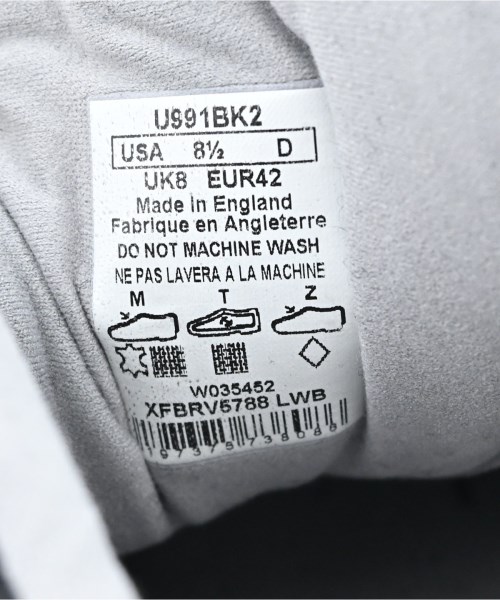 U991BK2
USA 8½ D
UK8 EUR42
Made In England
Fabrique en Angleterre
DO NOT MACHINE WASH
NE PAS LAVERA A LA MACHINE
M T Z
W035452
XFBRV5788 LWB